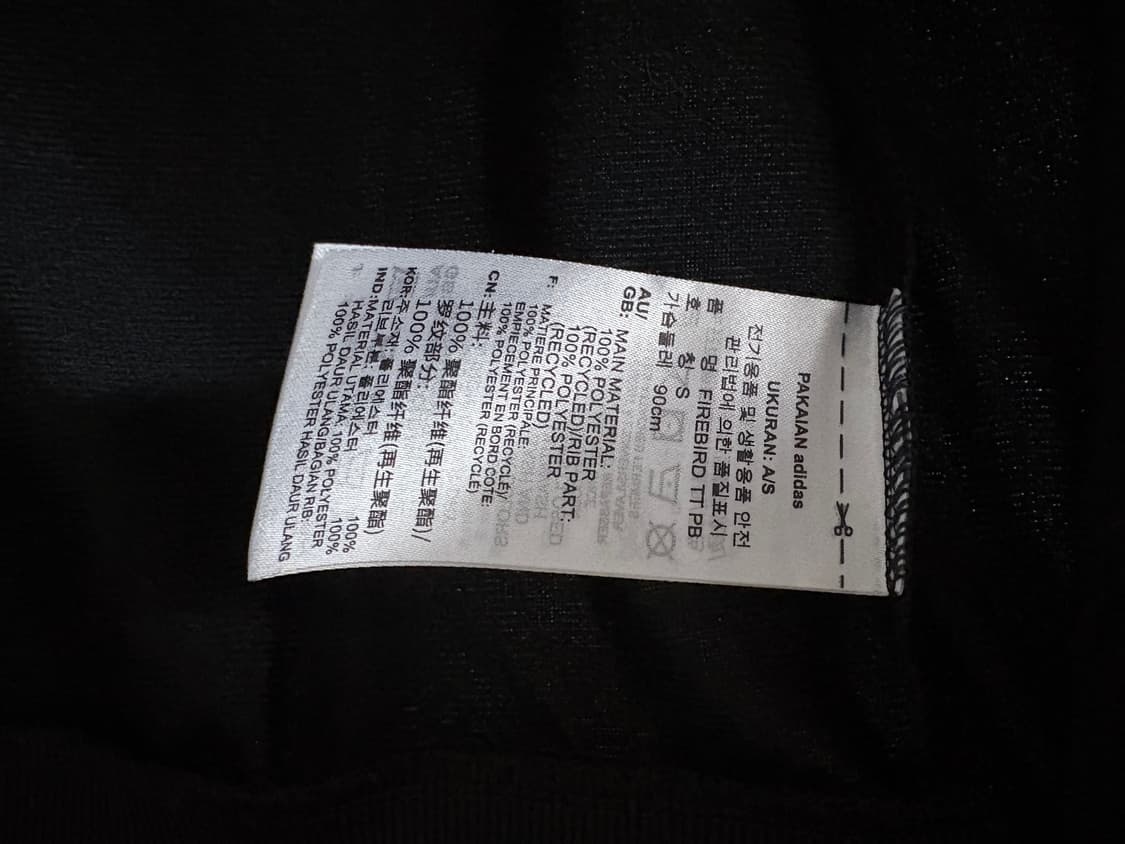 PAKAIAN adidas
UKURAN: A/S
전기용품 및 생활용품 안전
관리법에 의한 품질표시
품 명 FIREBIRD TT PB
호 칭 S
가슴둘레 90cm
AU/
GB: MAIN MATERIAL:
100% POLYESTER
(RECYCLED)/RIB PART:
100% POLYESTER
(RECYCLED)
F: MATIÈRE PRINCIPALE:
100% POLYESTER (RECYCLÉ)/
EMPIÈCEMENT EN BORD CÔTE:
100% POLYESTER (RECYCLÉ)
CN: 主料:
100% 聚酯纤维(再生聚酯)/
罗纹部分:
100% 聚酯纤维(再生聚酯)
KOR:주소재: 폴리에스터 100%
리브부분: 폴리에스터 100%
IND:MATERIAL UTAMA: 100% POLYESTER
HASIL DAUR ULANG/BAGIAN RIB:
100% POLYESTER HASIL DAUR ULANG